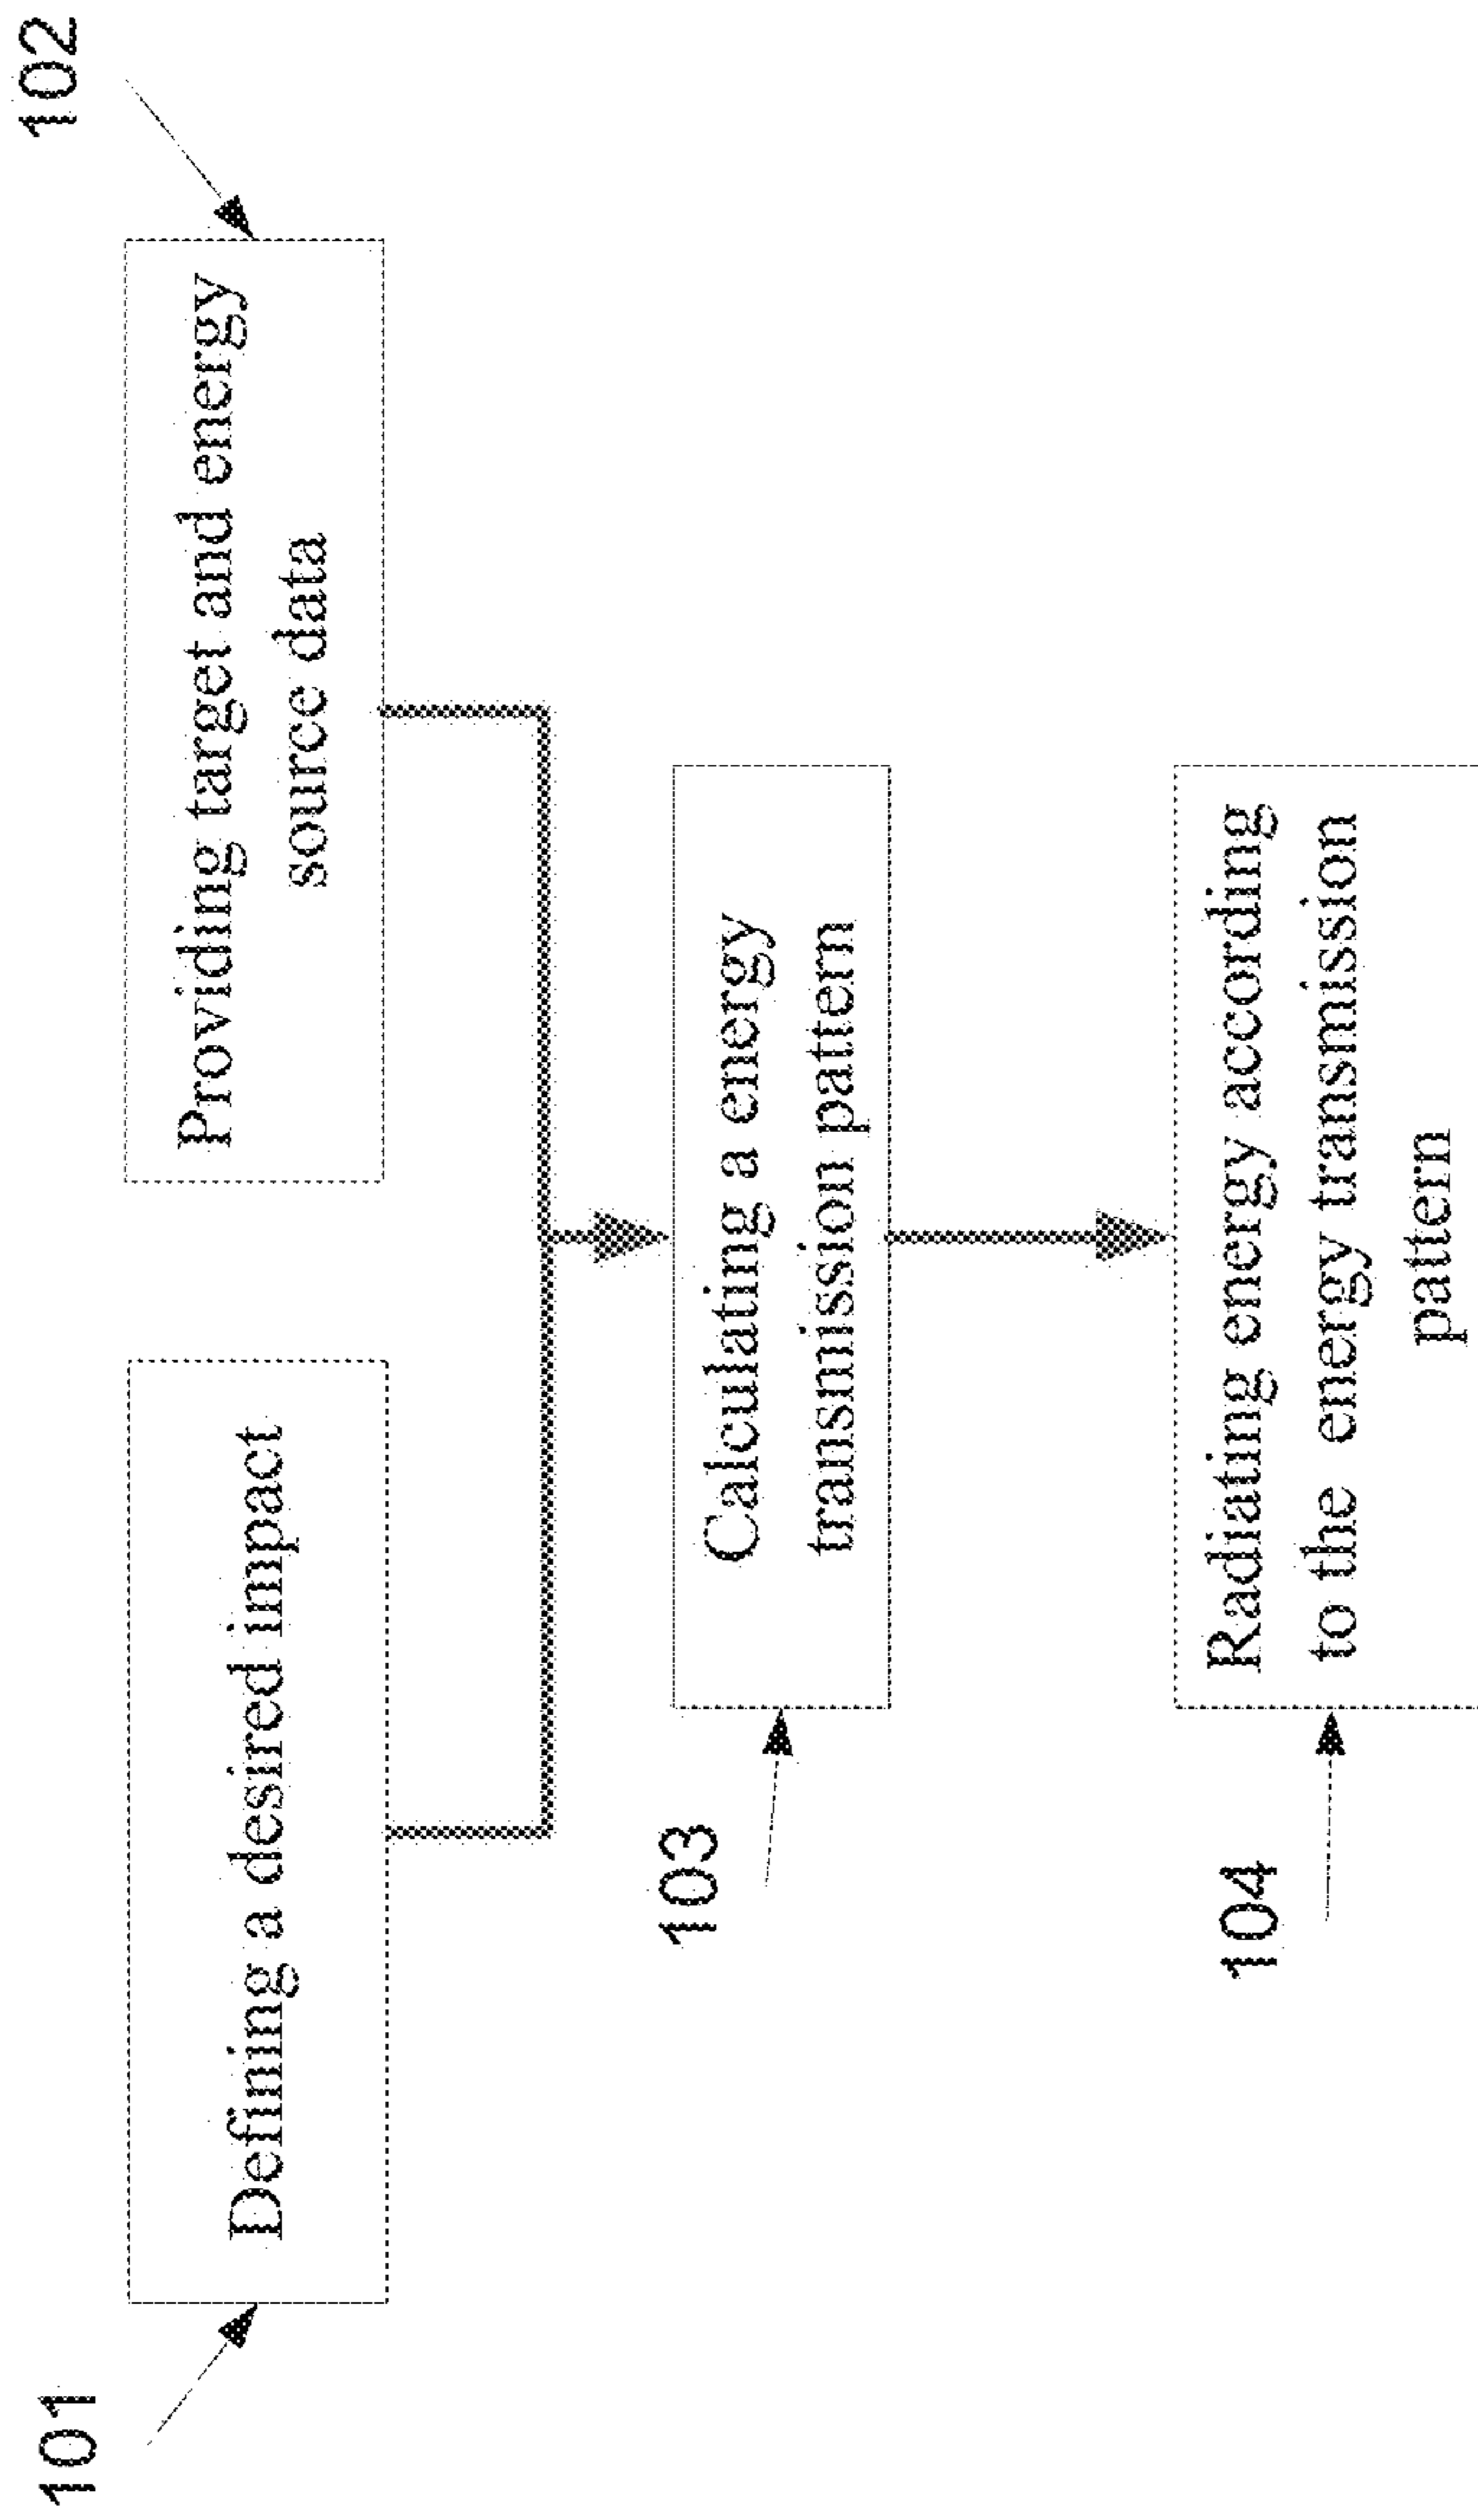 101
Defining a desired impact
102
Providing target and energy
source data
103
Calculating a energy
transmission pattern
104
Radiating energy according
to the energy transmission
pattern